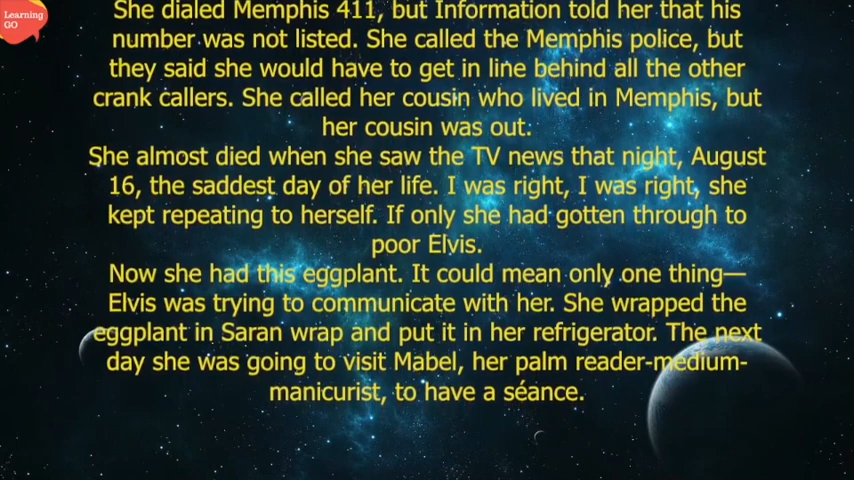 Learning
GO
She dialed Memphis 411, but Information told her that his
number was not listed. She called the Memphis police, but
they said she would have to get in line behind all the other
crank callers. She called her cousin who lived in Memphis, but
her cousin was out.
She almost died when she saw the TV news that night, August
16, the saddest day of her life. I was right, I was right, she
kept repeating to herself. If only she had gotten through to
poor Elvis.
Now she had this eggplant. It could mean only one thing—
Elvis was trying to communicate with her. She wrapped the
eggplant in Saran wrap and put it in her refrigerator. The next
day she was going to visit Mabel, her palm reader-medium-
manicurist, to have a séance.